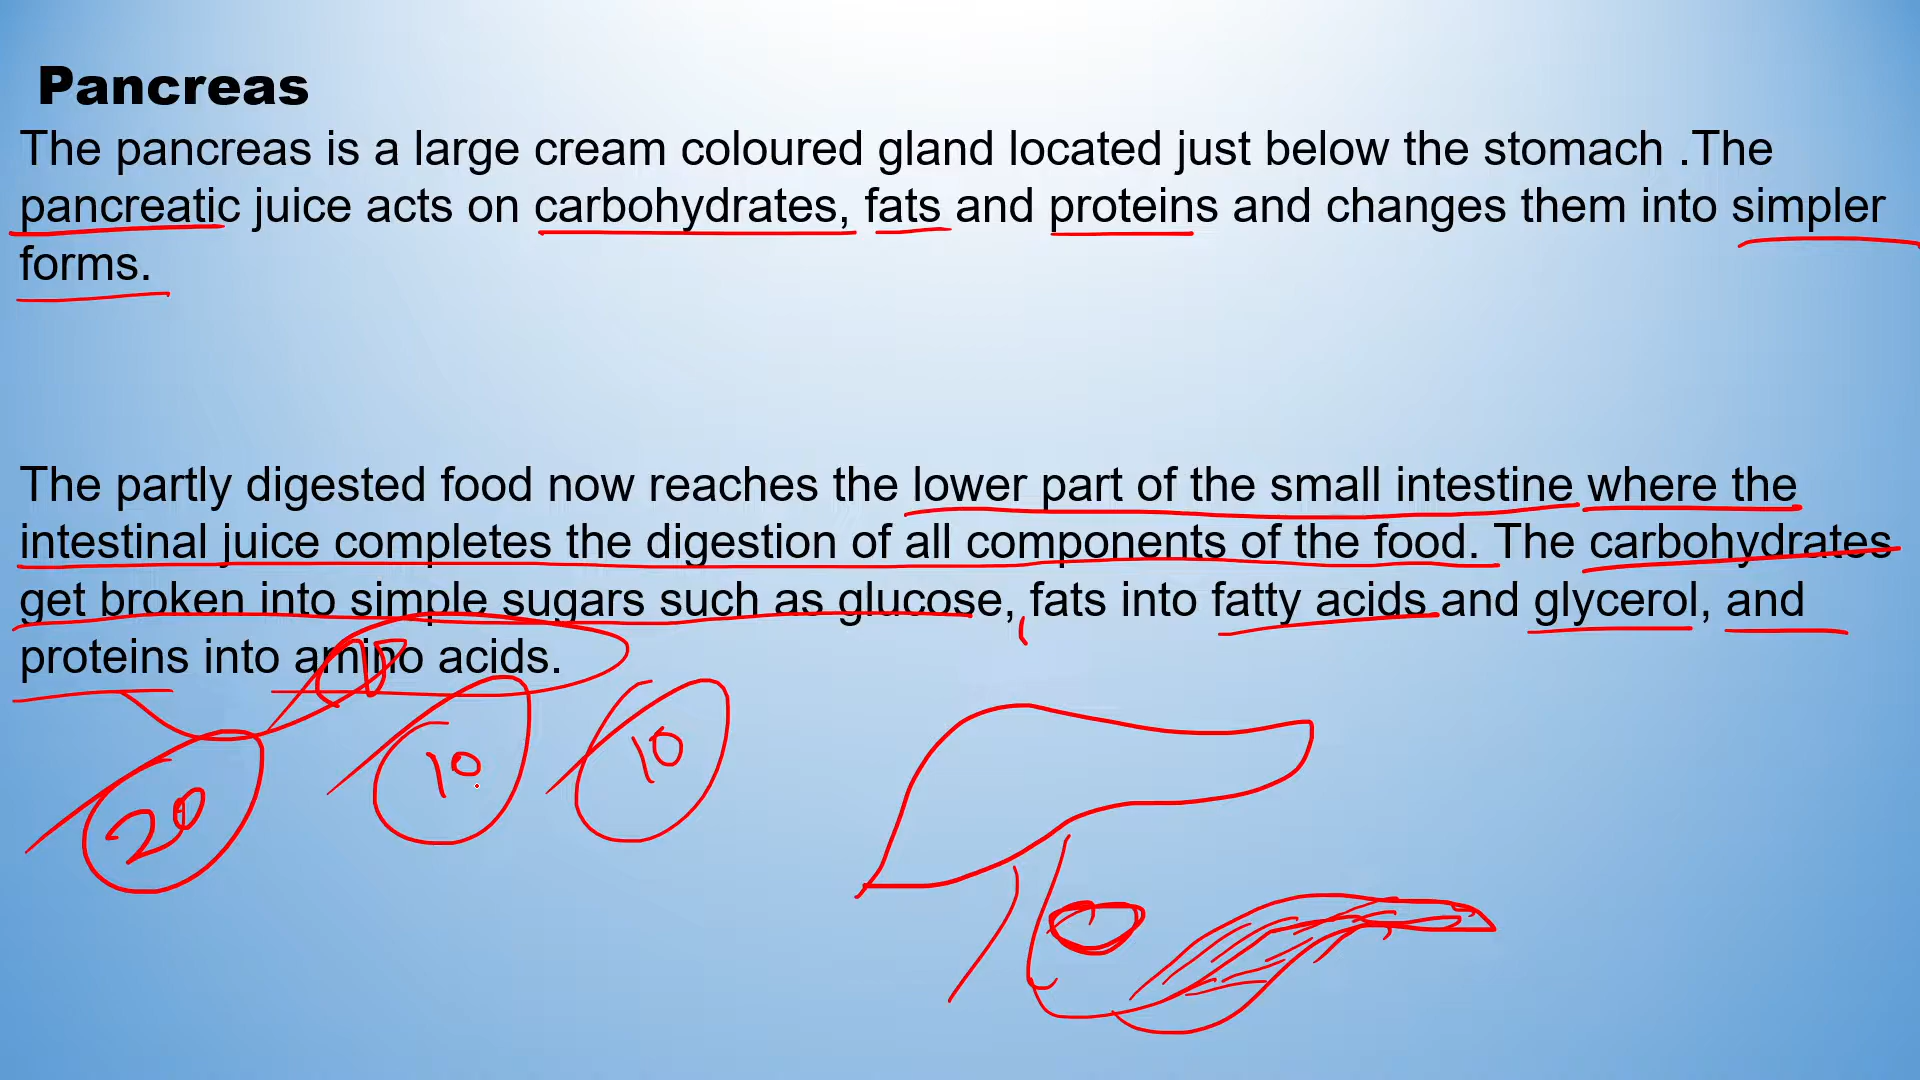 Pancreas
The pancreas is a large cream coloured gland located just below the stomach .The
pancreatic juice acts on carbohydrates, fats and proteins and changes them into simpler
forms.
The partly digested food now reaches the lower part of the small intestine where the
intestinal juice completes the digestion of all components of the food. The carbohydrates
get broken into simple sugars such as glucose, fats into fatty acids and glycerol, and
proteins into amino acids.
20 10 10